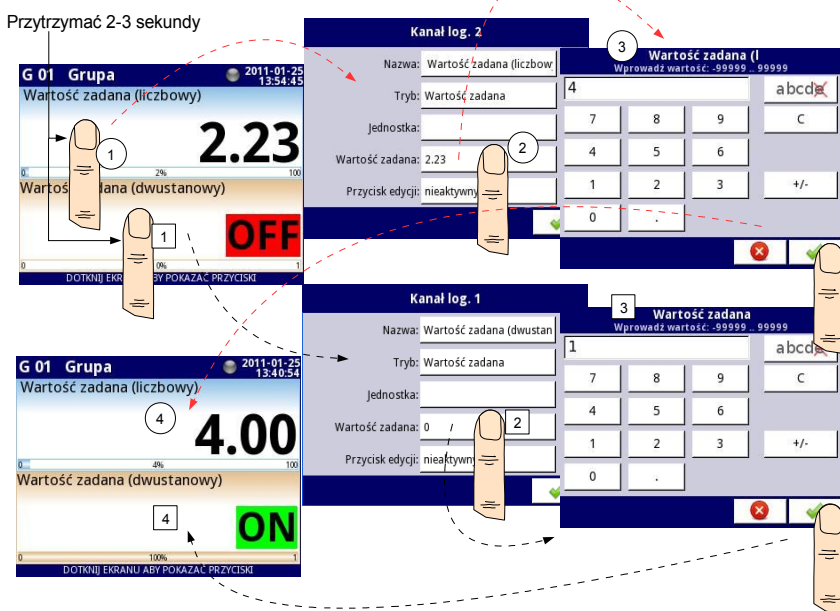 Przytrzymać 2-3 sekundy
G 01 Grupa
2011-01-25
13:54:45
Wartość zadana (liczbowy)
2.23
0
2%
100
1
dana (dwustanowy)
OFF
1
0
0%
1
DOTKNIJ
BY POKAZAĆ PRZYCISKI
Kanał log. 2
Nazwa: Wartość zadana (liczbow
Tryb: Wartość zadana
Jednostka:
Wartość zadana: 2.23
2
Przycisk edycji: nieaktywny
3
Wartość zadana (l
Wprowadź wartość: -99999 .. 99999
4
abcde
7 8 9 C
4 5 6
1 2 3 +/-
0 .
Kanał log. 1
Nazwa: Wartość zadana (dwustan
Tryb: Wartość zadana
Jednostka:
Wartość zadana: 0
2
Przycisk edycji: nieaktywny
3
Wartość zadana
Wprowadź wartość: -99999 .. 99999
1
abcde
7 8 9 C
4 5 6
1 2 3 +/-
0 .
G 01 Grupa
2011-01-25
13:40:54
Wartość zadana (liczbowy)
4
4.00
0
4%
100
Wartość zadana (dwustanowy)
4
ON
0
100%
1
DOTKNIJ EKRANU ABY POKAZAĆ PRZYCISKI